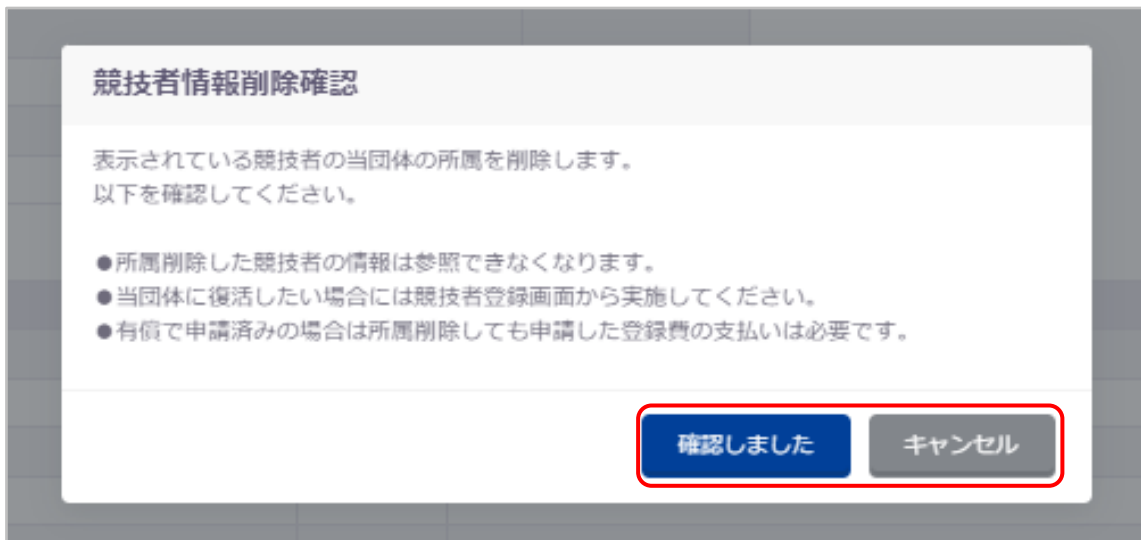 競技者情報削除確認
表示されている競技者の当団体の所属を削除します。
以下を確認してください。
●所属削除した競技者の情報は参照できなくなります。
●当団体に復活したい場合には競技者登録画面から実施してください。
●有償で申請済みの場合は所属削除しても申請した登録費の支払いは必要です。
確認しました
キャンセル